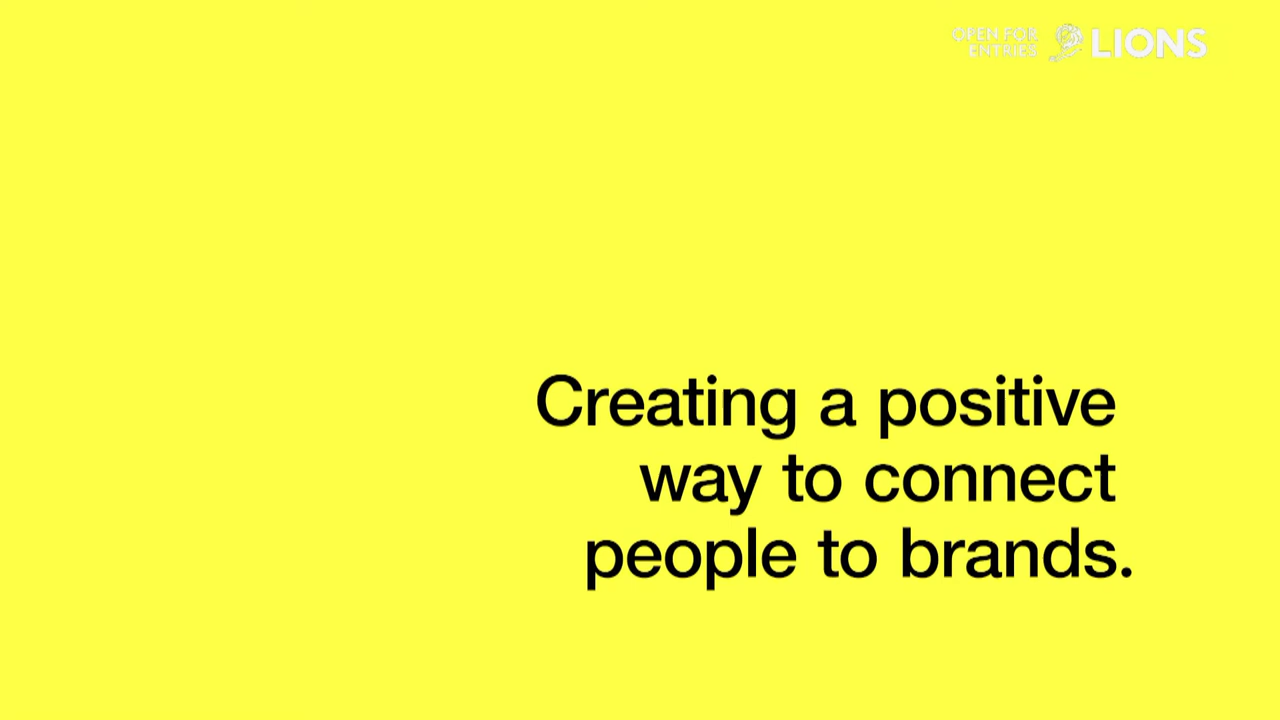 OPEN FOR
ENTRIES
LIONS
Creating a positive
way to connect
people to brands.